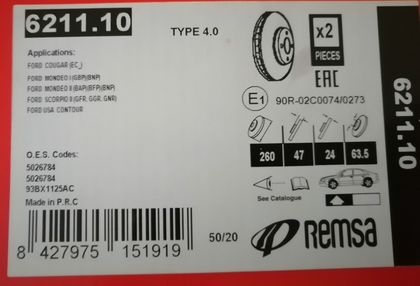 6211.10
TYPE 4.0
x2
PIECES
EAC
Applications:
FORD COUGAR (EC_)
FORD MONDEO I (GBP)(BNP)
FORD MONDEO II (BAP)(BFP)(BNP)
FORD SCORPIO II (GFR, GGR, GNR)
FORD USA CONTOUR
E1 90R-02C0074/0273
260 47 24 63.5
See Catalogue
O.E.S. Codes:
5026784
5026784
93BX1125AC
Made in P.R.C
8 427975 151919
50/20
Remsa
6211.10